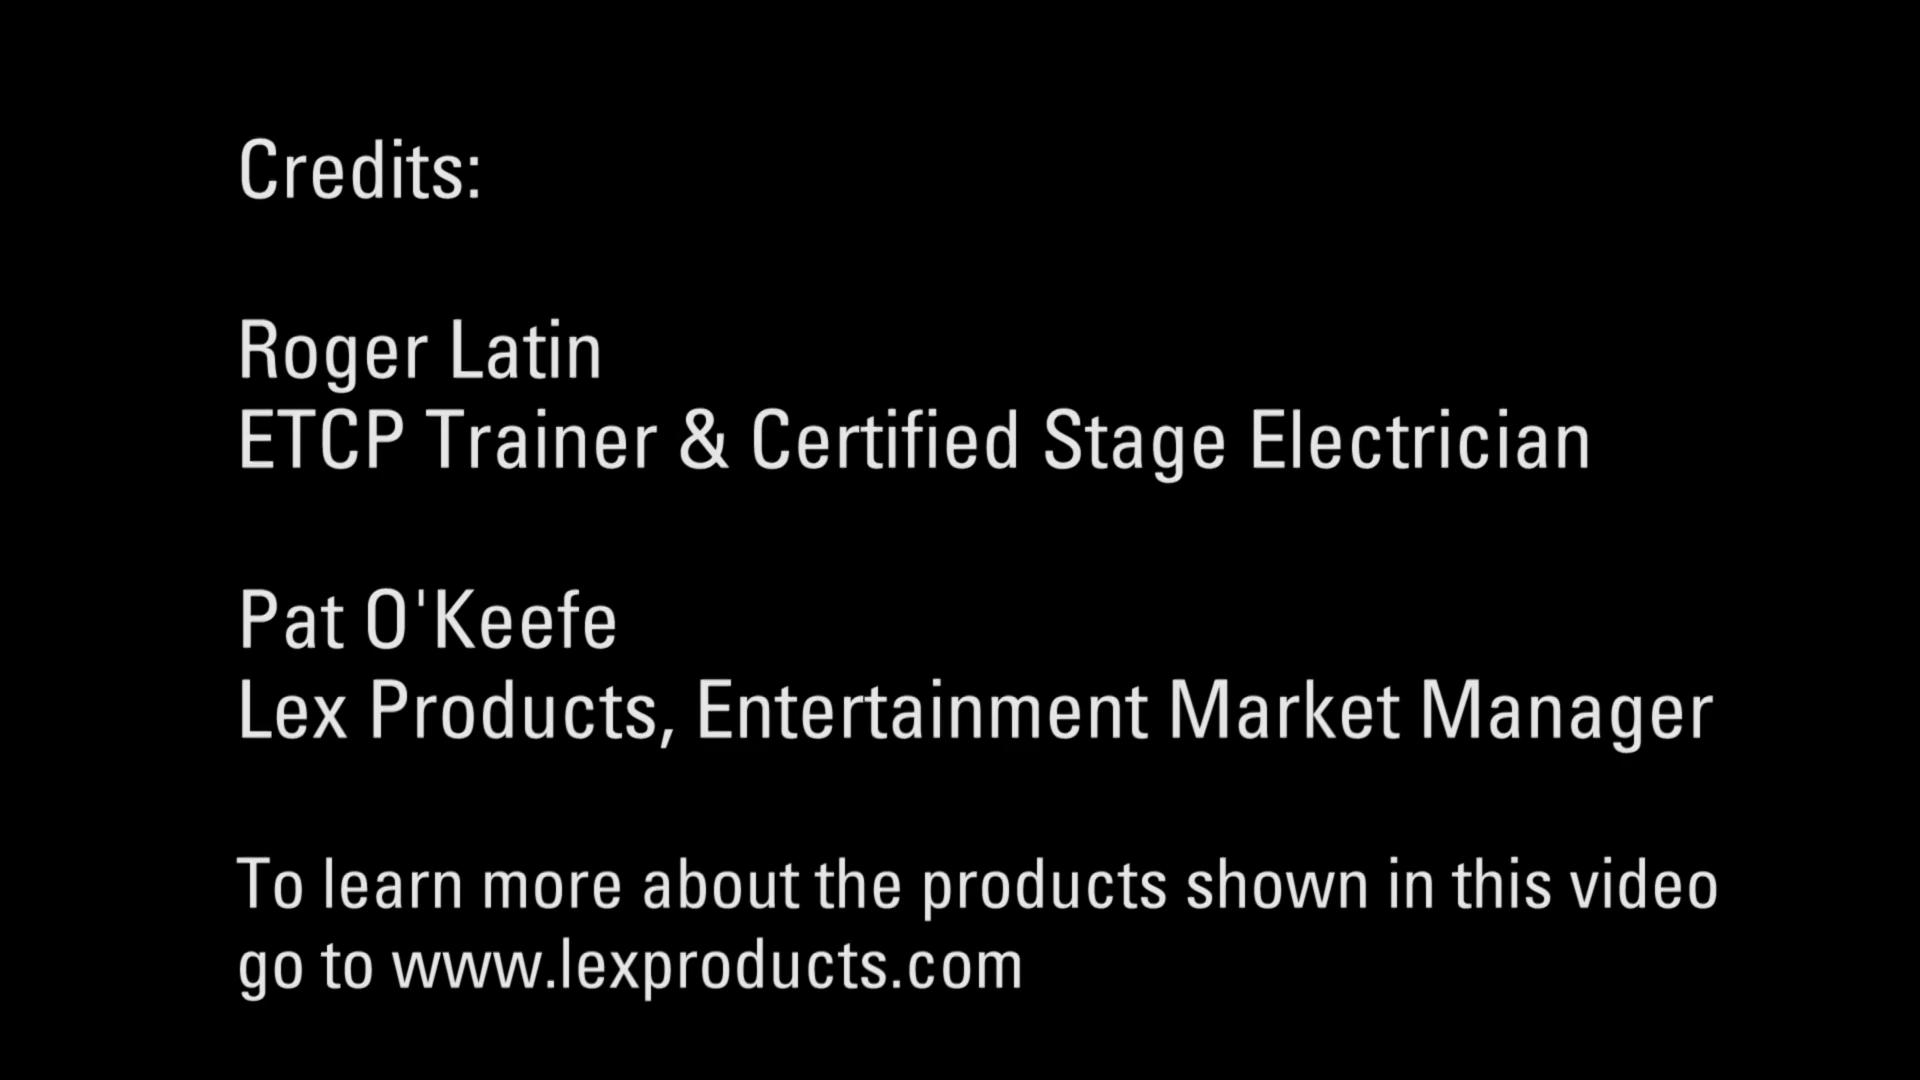 Credits:
Roger Latin
ETCP Trainer & Certified Stage Electrician
Pat O'Keefe
Lex Products, Entertainment Market Manager
To learn more about the products shown in this video
go to www.lexproducts.com